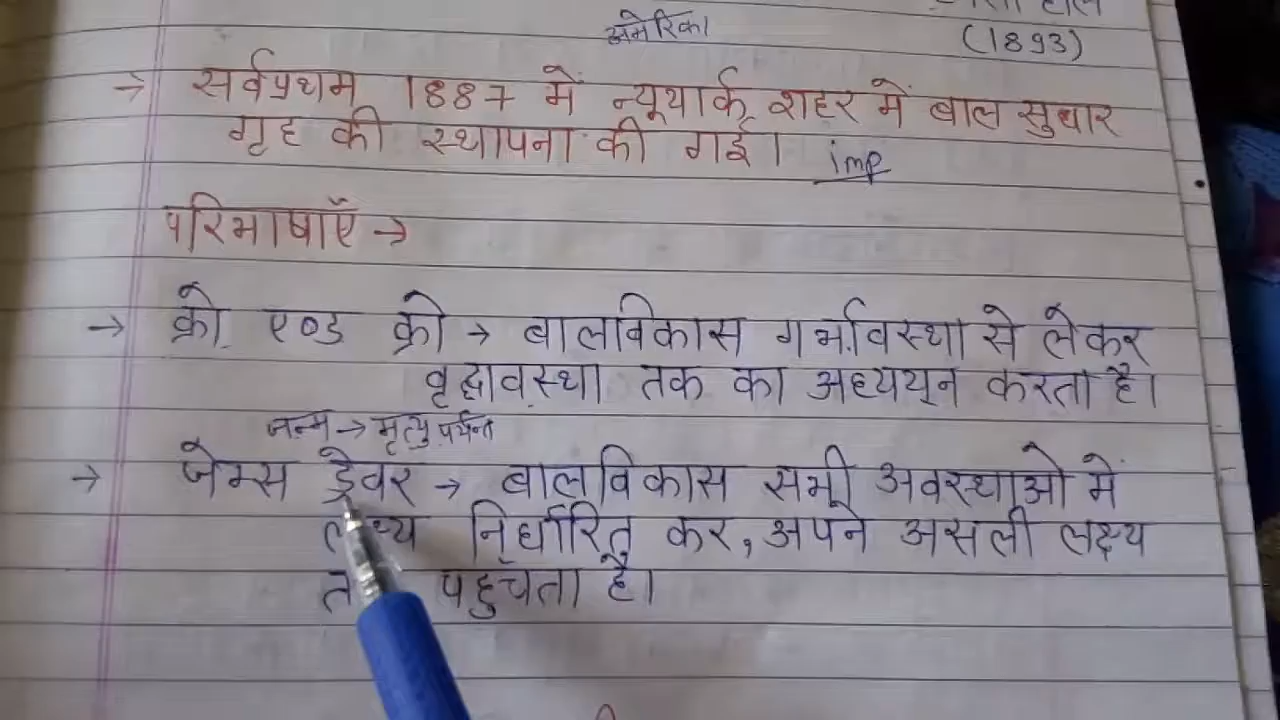 हॉल
अमेरिका (1893)
→ सर्वप्रथम 1887 में न्यूयार्क शहर में बाल सुधार
गृह की स्थापना की गई। imp
परिभाषाएँ →
→ क्रो एण्ड क्रो → बालविकास गर्भावस्था से लेकर
वृद्धावस्था तक का अध्ययन करता है।
जन्म → मृत्यु पर्यन्त
→ जेम्स ड्रेवर → बालविकास सभी अवस्थाओ में
निर्धारित कर, अपने असली लक्ष्य
पहुँचता है।